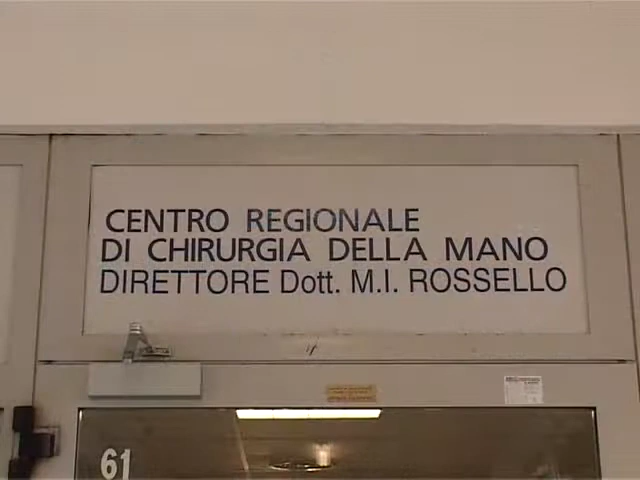 CENTRO REGIONALE
DI CHIRURGIA DELLA MANO
DIRETTORE Dott. M.I. ROSSELLO
61